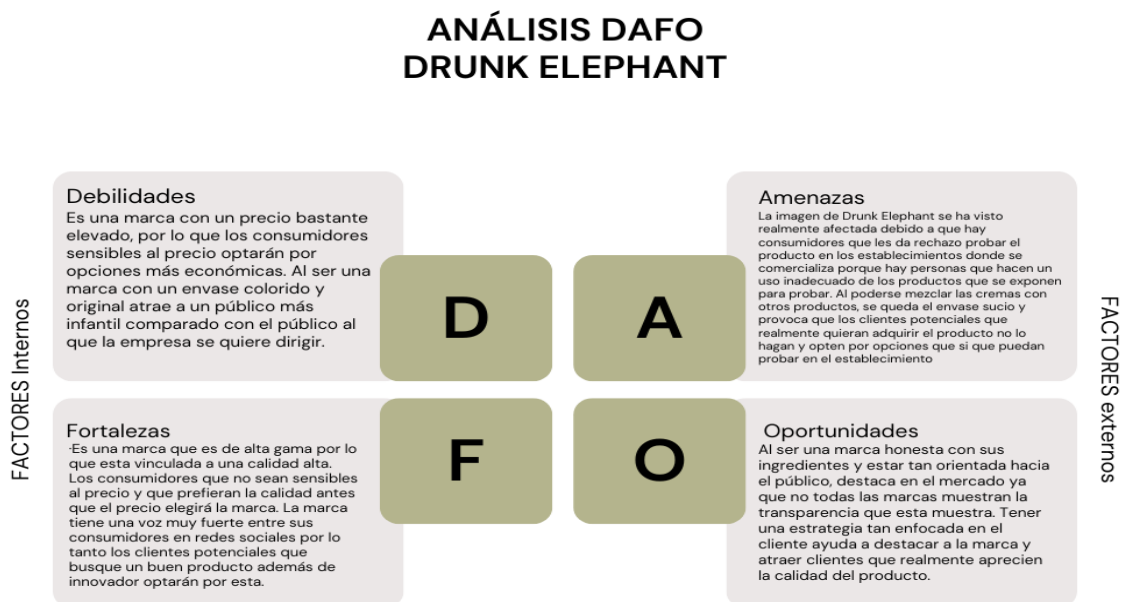 ANÁLISIS DAFO
DRUNK ELEPHANT
FACTORES Internos
Debilidades
Es una marca con un precio bastante
elevado, por lo que los consumidores
sensibles al precio optarán por
opciones más económicas. Al ser una
marca con un envase colorido y
original atrae a un público más
infantil comparado con el público al
que la empresa se quiere dirigir.
D
A
Amenazas
La imagen de Drunk Elephant se ha visto
realmente afectada debido a que hay
consumidores que les da rechazo probar el
producto en los establecimientos donde se
comercializa porque hay personas que hacen un
uso inadecuado de los productos que se exponen
para probar. Al poderse mezclar las cremas con
otros productos, se queda el envase sucio y
provoca que los clientes potenciales que
realmente quieran adquirir el producto no lo
hagan y opten por opciones que si que puedan
probar en el establecimiento
FACTORES externos
Fortalezas
·Es una marca que es de alta gama por lo
que esta vinculada a una calidad alta.
Los consumidores que no sean sensibles
al precio y que prefieran la calidad antes
que el precio elegirá la marca. La marca
tiene una voz muy fuerte entre sus
consumidores en redes sociales por lo
tanto los clientes potenciales que
busque un buen producto además de
innovador optarán por esta.
F
O
Oportunidades
Al ser una marca honesta con sus
ingredientes y estar tan orientada hacia
el público, destaca en el mercado ya
que no todas las marcas muestran la
transparencia que esta muestra. Tener
una estrategia tan enfocada en el
cliente ayuda a destacar a la marca y
atraer clientes que realmente aprecien
la calidad del producto.